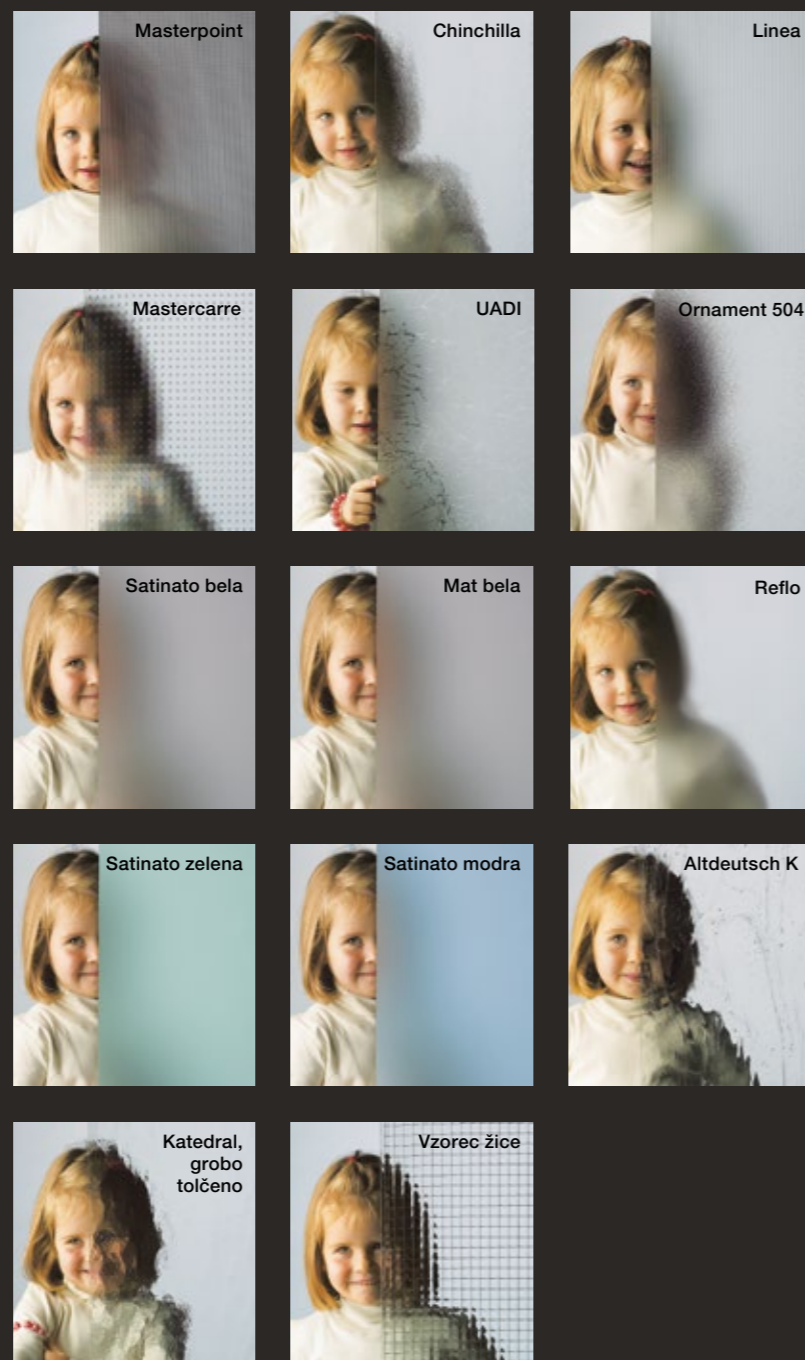 Masterpoint
Chinchilla
Linea
Mastercarre
UADI
Ornament 504
Satinato bela
Mat bela
Reflo
Satinato zelena
Satinato modra
Altdeutsch K
Katedral,
grobo
tolčeno
Vzorec žice